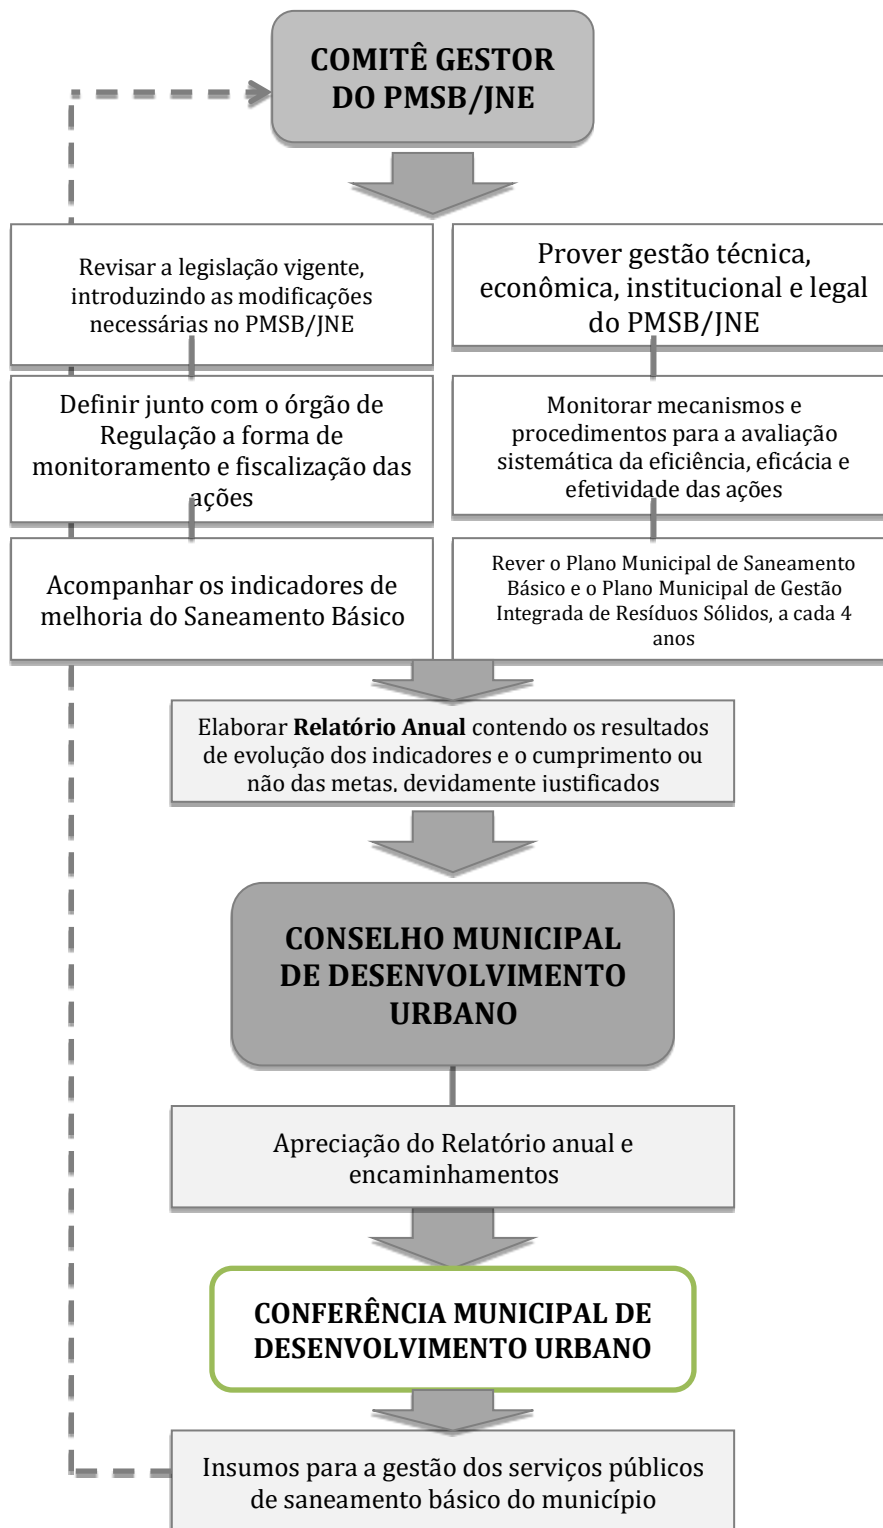 COMITÊ GESTOR
DO PMSB/JNE
Revisar a legislação vigente,
introduzindo as modificações
necessárias no PMSB/JNE
Prover gestão técnica,
econômica, institucional e legal
do PMSB/JNE
Definir junto com o órgão de
Regulação a forma de
monitoramento e fiscalização das
ações
Monitorar mecanismos e
procedimentos para a avaliação
sistemática da eficiência, eficácia e
efetividade das ações
Acompanhar os indicadores de
melhoria do Saneamento Básico
Rever o Plano Municipal de Saneamento
Básico e o Plano Municipal de Gestão
Integrada de Resíduos Sólidos, a cada 4
anos
Elaborar Relatório Anual contendo os resultados
de evolução dos indicadores e o cumprimento ou
não das metas, devidamente justificados
CONSELHO MUNICIPAL
DE DESENVOLVIMENTO
URBANO
Apreciação do Relatório anual e
encaminhamentos
CONFERÊNCIA MUNICIPAL DE
DESENVOLVIMENTO URBANO
Insumos para a gestão dos serviços públicos
de saneamento básico do município